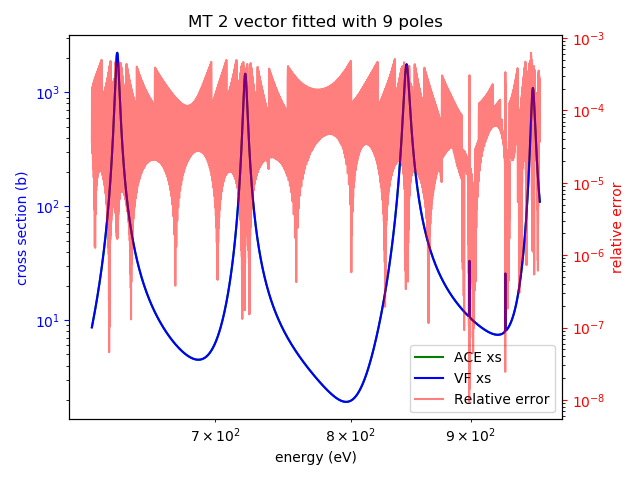 MT 2 vector fitted with 9 poles
cross section (b)
10³
10²
10¹
10⁻³
10⁻⁴
10⁻⁵
10⁻⁶
10⁻⁷
10⁻⁸
relative error
ACE xs
VF xs
Relative error
7 × 10²
8 × 10²
9 × 10²
energy (eV)